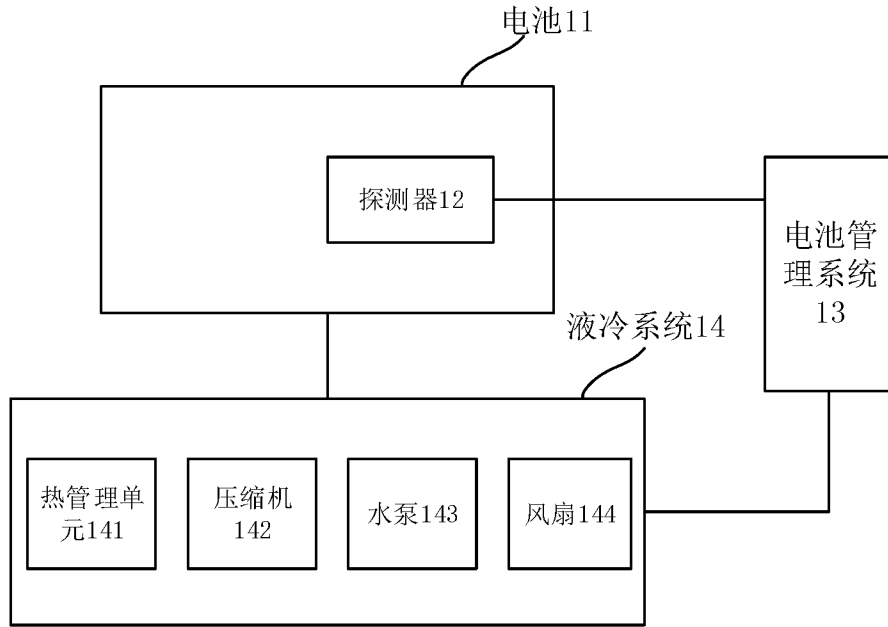 电池11
探测器12
电池管
理系统
13
液冷系统14
热管理单
元141
压缩机
142
水泵143
风扇144